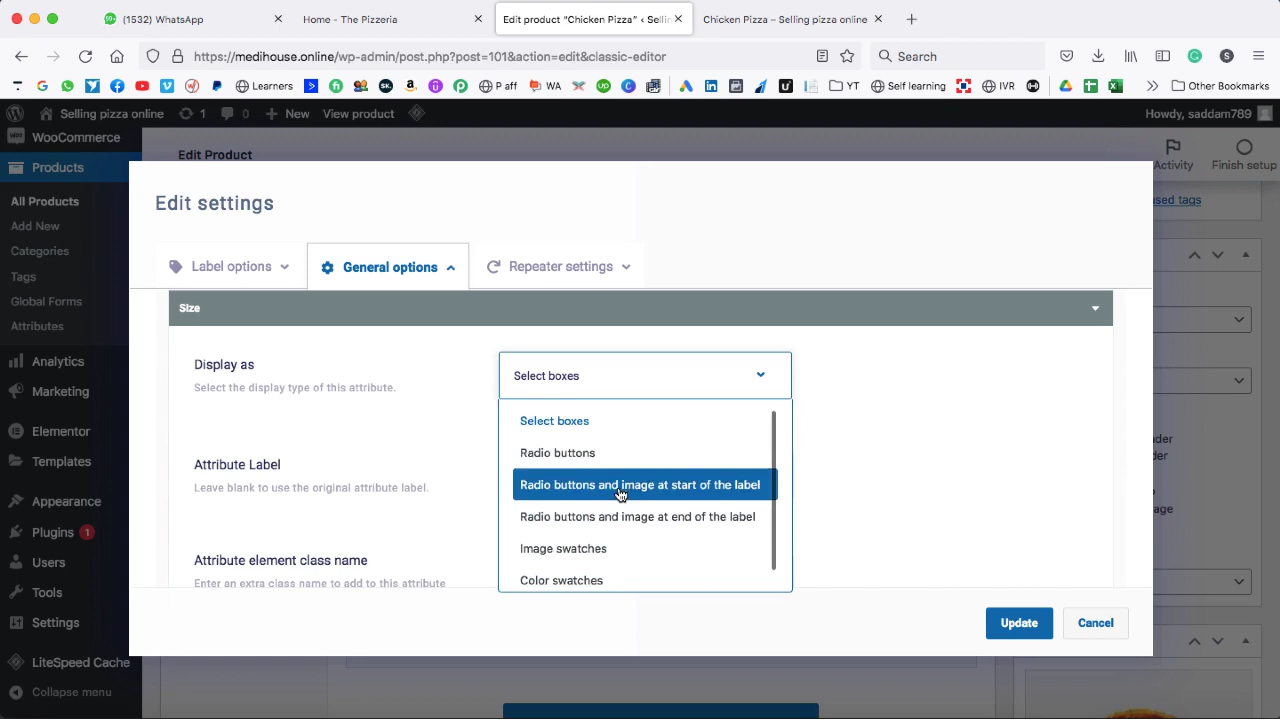 (1532) WhatsApp
Home - The Pizzeria
Edit product “Chicken Pizza” ‹ Sellin
Chicken Pizza – Selling pizza online
https://medihouse.online/wp-admin/post.php?post=101&action=edit&classic-editor
Search
Learners
P aff
WA
YT
Self learning
IVR
Other Bookmarks
Selling pizza online
1
0
New
View product
Howdy, saddam789
WooCommerce
Products
All Products
Add New
Categories
Tags
Global Forms
Attributes
Analytics
Marketing
Elementor
Templates
Appearance
Plugins 1
Users
Tools
Settings
LiteSpeed Cache
Collapse menu
Edit Product
Activity
Finish setup
used tags
Edit settings
Label options
General options
Repeater settings
Size
Display as
Select the display type of this attribute.
Select boxes
Select boxes
Radio buttons
Radio buttons and image at start of the label
Radio buttons and image at end of the label
Image swatches
Color swatches
Attribute Label
Leave blank to use the original attribute label.
Attribute element class name
Enter an extra class name to add to this attribute
Update
Cancel